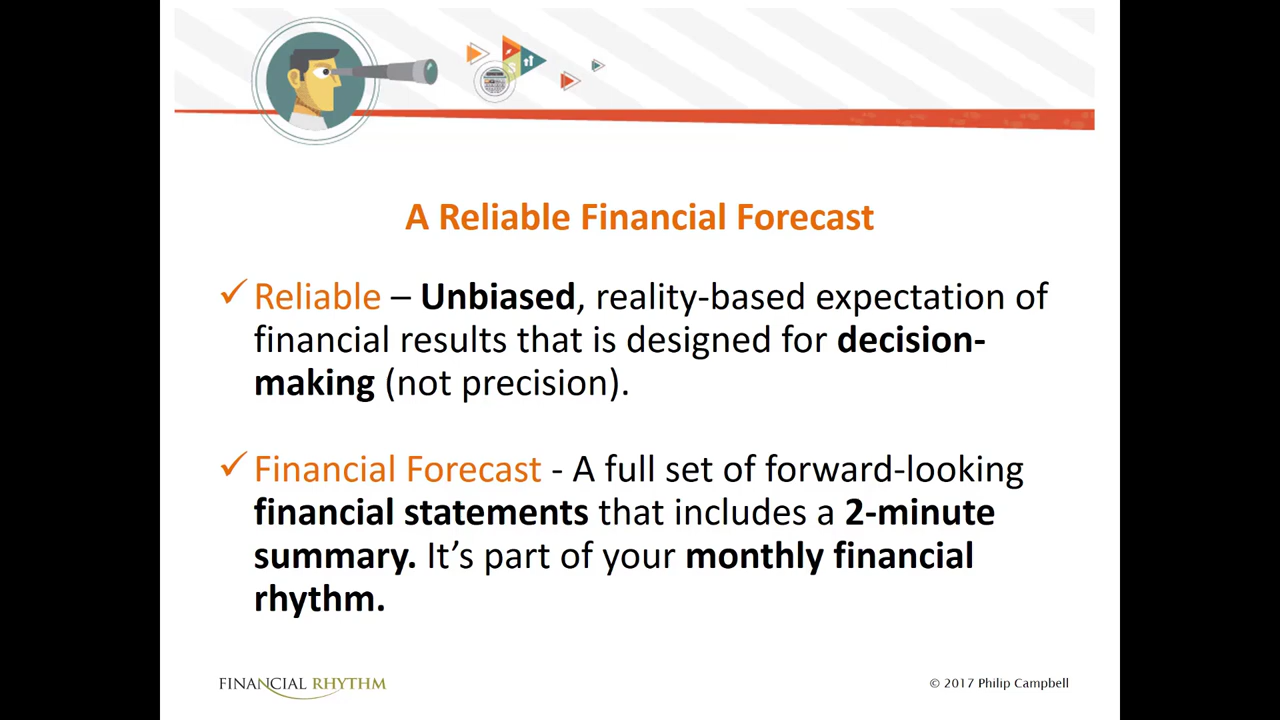 A Reliable Financial Forecast
✓ Reliable – Unbiased, reality-based expectation of
financial results that is designed for decision-
making (not precision).
✓ Financial Forecast - A full set of forward-looking
financial statements that includes a 2-minute
summary. It’s part of your monthly financial
rhythm.
FINANCIAL RHYTHM
© 2017 Philip Campbell